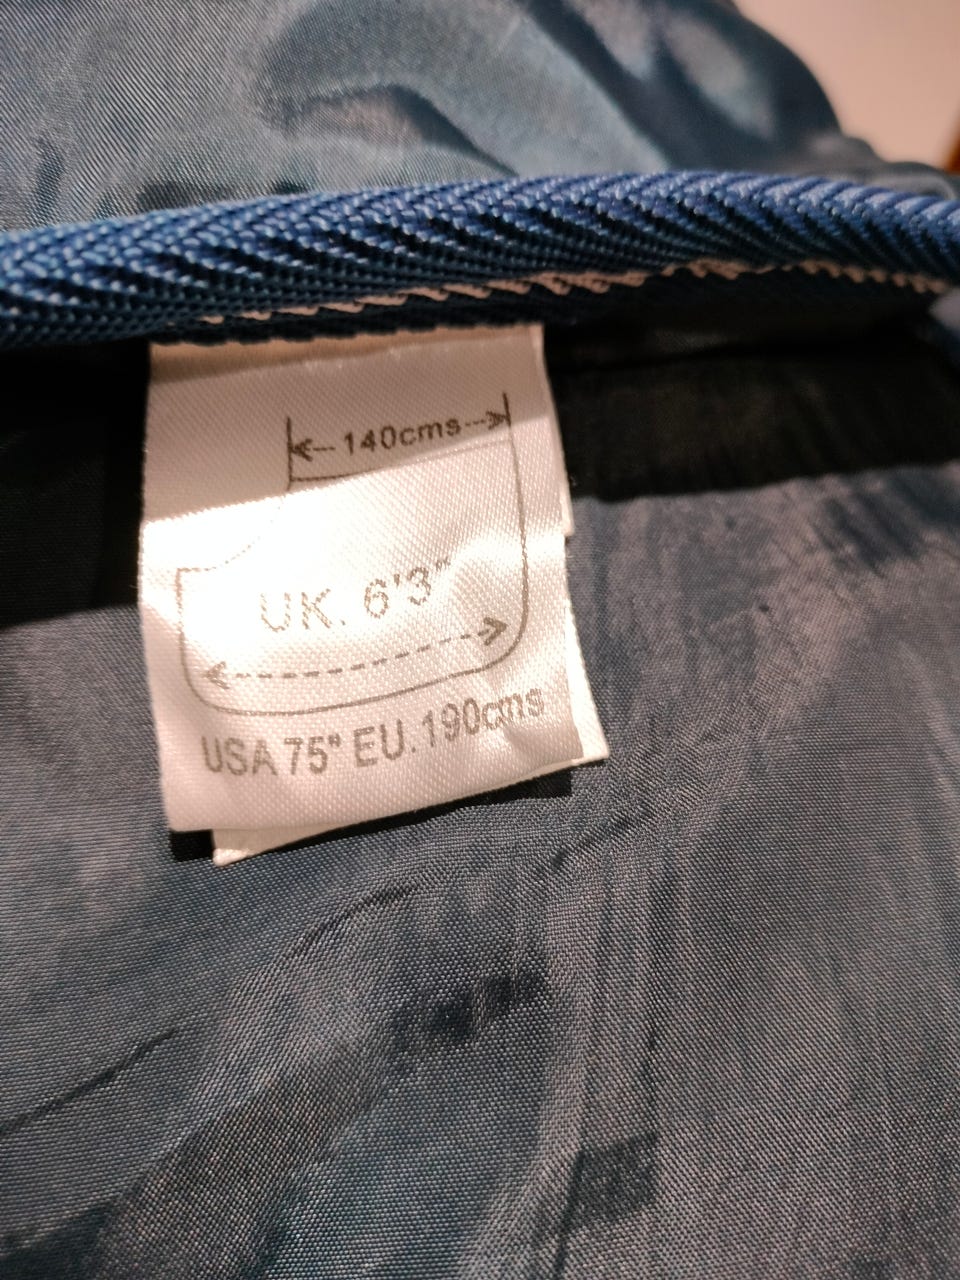 140cms
UK. 6'3"
USA 75" EU. 190cms